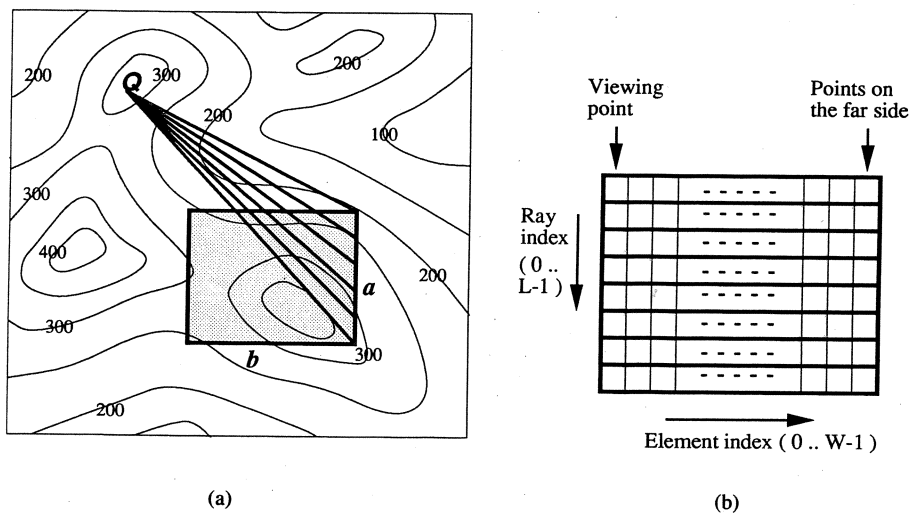 200
Q
300
200
200
100
300
400
200
a
300
b
300
200
(a)
Viewing
point
Points on
the far side
Ray
index
( 0 ..
L-1 )
Element index ( 0 .. W-1 )
(b)